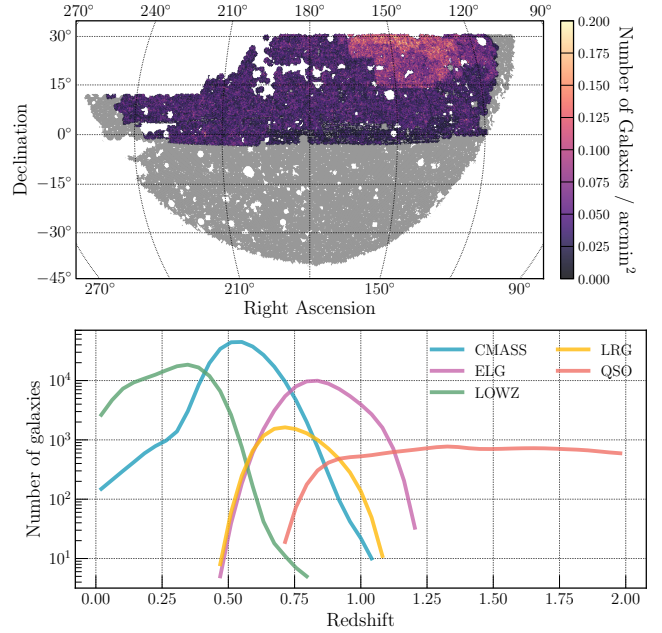 270° 240° 210° 180° 150° 120° 90°
30°
15°
0°
−15°
−30°
−45°
Declination
270° 210° 150° 90°
Right Ascension
0.200
0.175
0.150
0.125
0.100
0.075
0.050
0.025
0.000
Number of Galaxies / arcmin²
CMASS LRG
ELG QSO
LOWZ
10⁴
10³
10²
10¹
Number of galaxies
0.00 0.25 0.50 0.75 1.00 1.25 1.50 1.75 2.00
Redshift